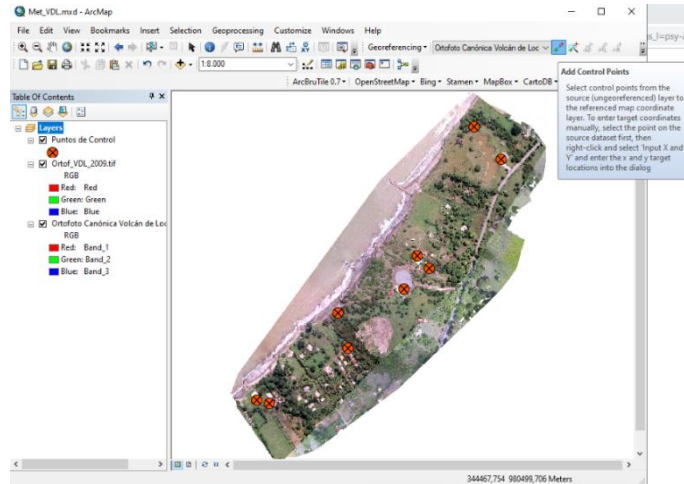 Met_VDL.mxd - ArcMap
File Edit View Bookmarks Insert Selection Geoprocessing Customize Windows Help
Georeferencing Ortofoto Canónica Volcán de Loc
1:8.000
ArcBruTile 0.7 OpenStreetMap Bing Stamen MapBox CartoDB
Add Control Points
Select control points from the
source (ungeoreferenced) layer to
the referenced map coordinate
layer. To enter target coordinates
manually, select the point on the
source dataset first, then
right-click and select 'Input X and
Y' and enter the x and y target
locations into the dialog
Table Of Contents
Layers
Puntos de Control
Ortof_VDL_2009.tif
RGB
Red: Red
Green: Green
Blue: Blue
Ortofoto Canónica Volcán de Loc
RGB
Red: Band_1
Green: Band_2
Blue: Band_3
344467,754 980499,706 Meters